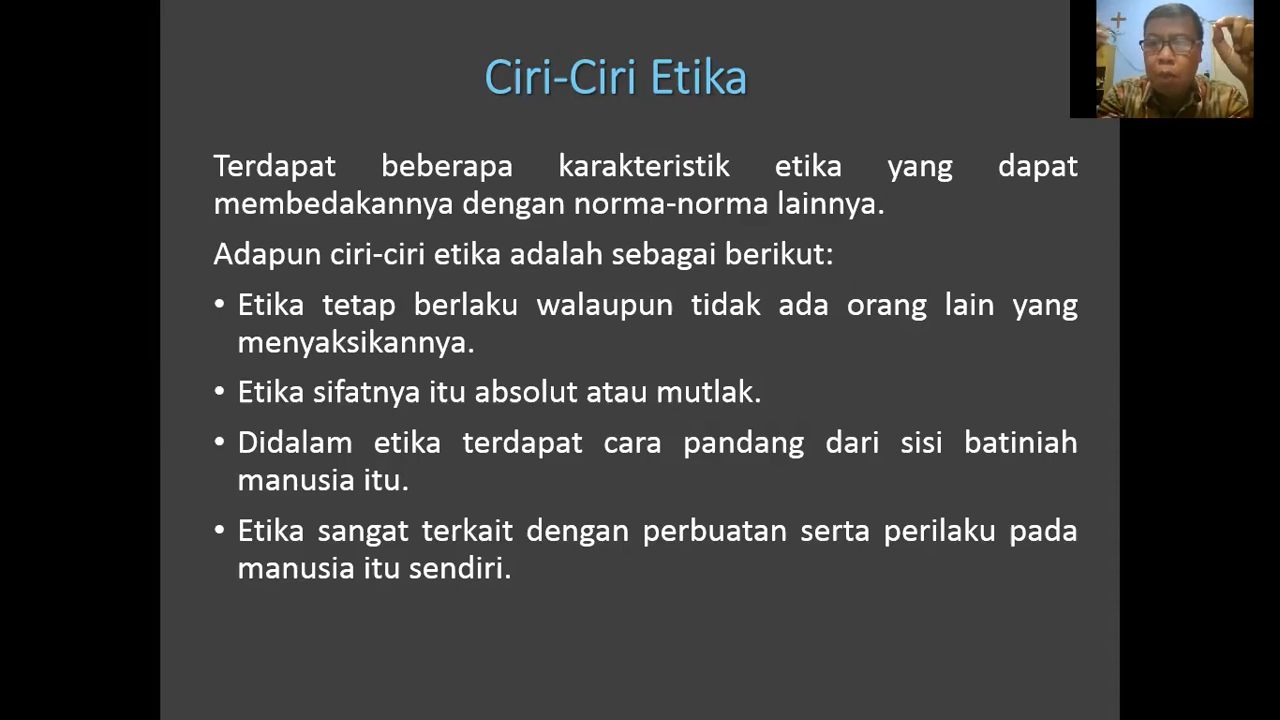 Ciri-Ciri Etika
Terdapat beberapa karakteristik etika yang dapat
membedakannya dengan norma-norma lainnya.
Adapun ciri-ciri etika adalah sebagai berikut:
• Etika tetap berlaku walaupun tidak ada orang lain yang
menyaksikannya.
• Etika sifatnya itu absolut atau mutlak.
• Didalam etika terdapat cara pandang dari sisi batiniah
manusia itu.
• Etika sangat terkait dengan perbuatan serta perilaku pada
manusia itu sendiri.